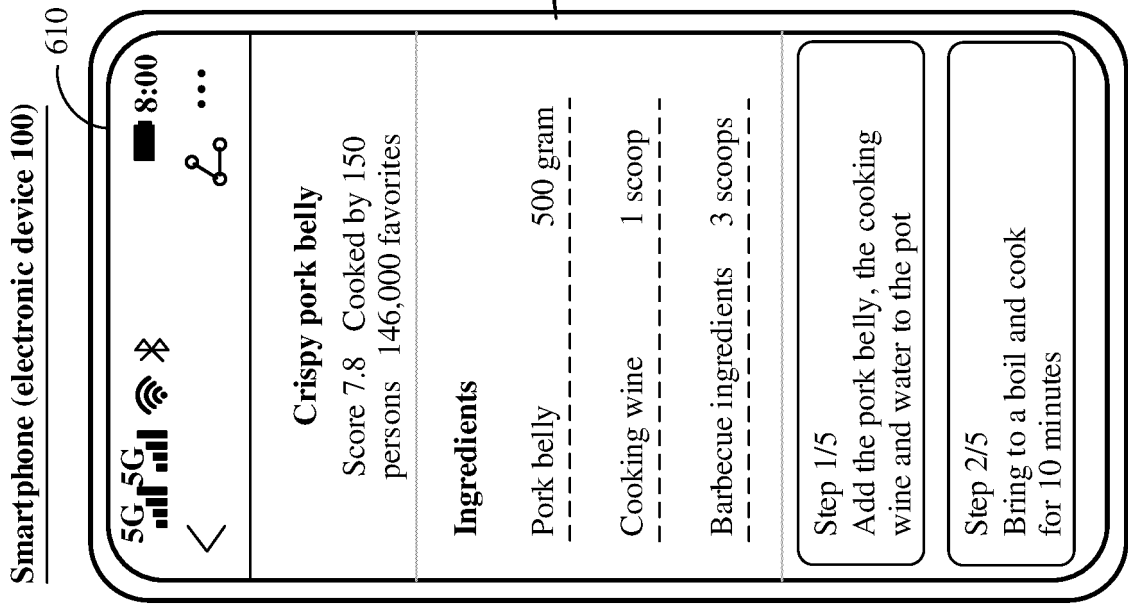 Smartphone (electronic device 100)
610
5G 5G 8:00
Crispy pork belly
Score 7.8 Cooked by 150
persons 146,000 favorites
Ingredients
Pork belly 500 gram
Cooking wine 1 scoop
Barbecue ingredients 3 scoops
Step 1/5
Add the pork belly, the cooking
wine and water to the pot
Step 2/5
Bring to a boil and cook
for 10 minutes